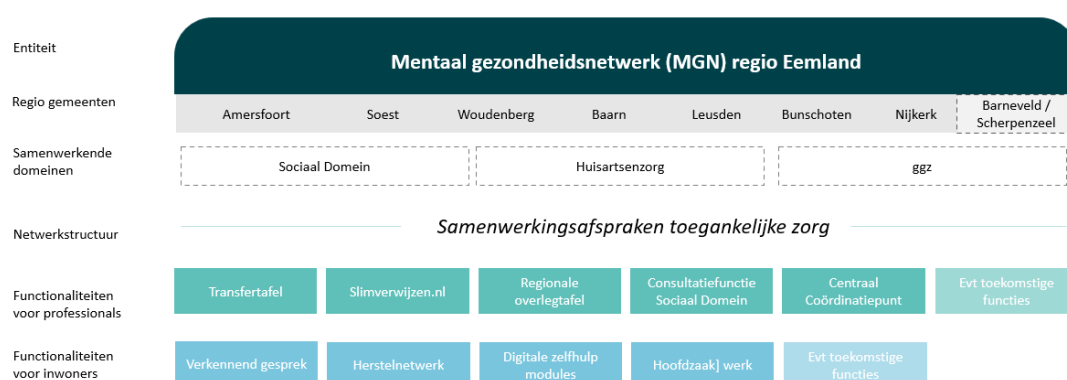 Entiteit
Mentaal gezondheidsnetwerk (MGN) regio Eemland
Regio gemeenten
Amersfoort Soest Woudenberg Baarn Leusden Bunschoten Nijkerk
Barneveld /
Scherpenzeel
Samenwerkende
domeinen
Sociaal Domein
Huisartsenzorg
ggz
Netwerkstructuur
Samenwerkingsafspraken toegankelijke zorg
Functionaliteiten
voor professionals
Transfertafel
Slimverwijzen.nl
Regionale
overlegtafel
Consultatiefunctie
Sociaal Domein
Centraal
Coördinatiepunt
Evt toekomstige
functies
Functionaliteiten
voor inwoners
Verkennend gesprek
Herstelnetwerk
Digitale zelfhulp
modules
Hoofdzaak] werk
Evt toekomstige
functies